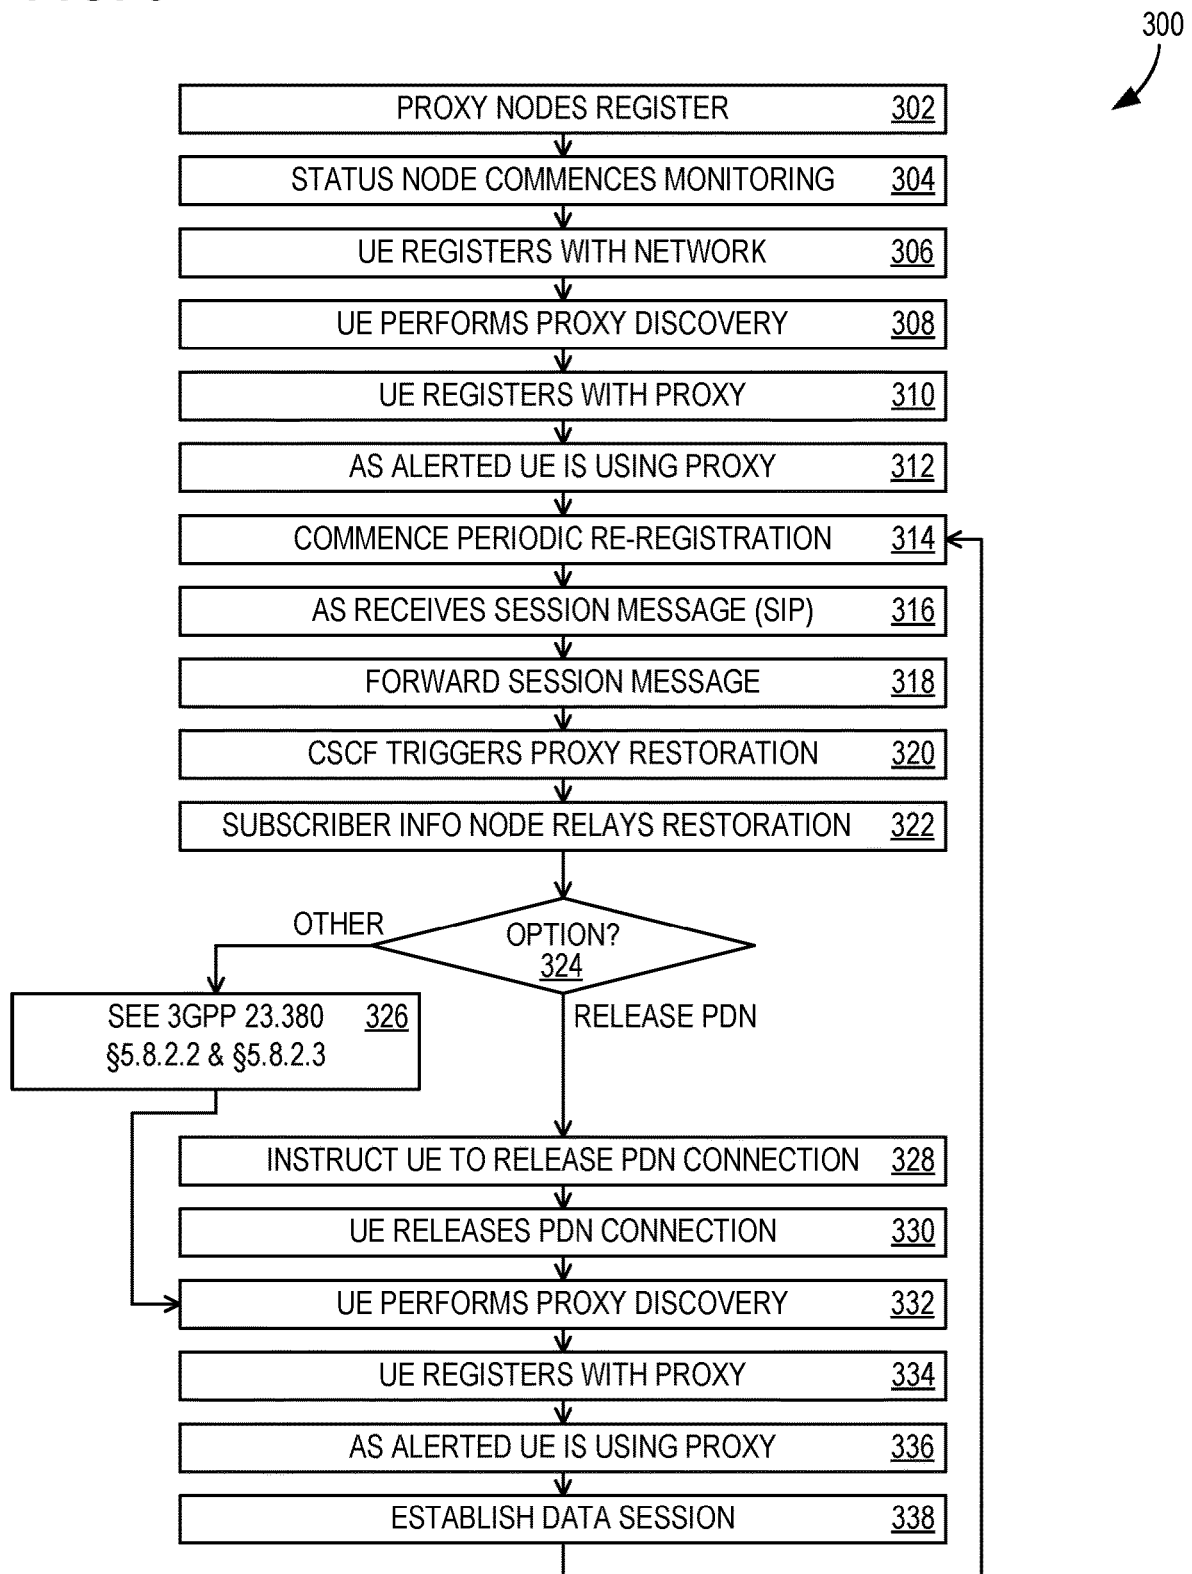 300
PROXY NODES REGISTER 302
STATUS NODE COMMENCES MONITORING 304
UE REGISTERS WITH NETWORK 306
UE PERFORMS PROXY DISCOVERY 308
UE REGISTERS WITH PROXY 310
AS ALERTED UE IS USING PROXY 312
COMMENCE PERIODIC RE-REGISTRATION 314
AS RECEIVES SESSION MESSAGE (SIP) 316
FORWARD SESSION MESSAGE 318
CSCF TRIGGERS PROXY RESTORATION 320
SUBSCRIBER INFO NODE RELAYS RESTORATION 322
OTHER
OPTION?
324
RELEASE PDN
SEE 3GPP 23.380 326
§5.8.2.2 & §5.8.2.3
INSTRUCT UE TO RELEASE PDN CONNECTION 328
UE RELEASES PDN CONNECTION 330
UE PERFORMS PROXY DISCOVERY 332
UE REGISTERS WITH PROXY 334
AS ALERTED UE IS USING PROXY 336
ESTABLISH DATA SESSION 338